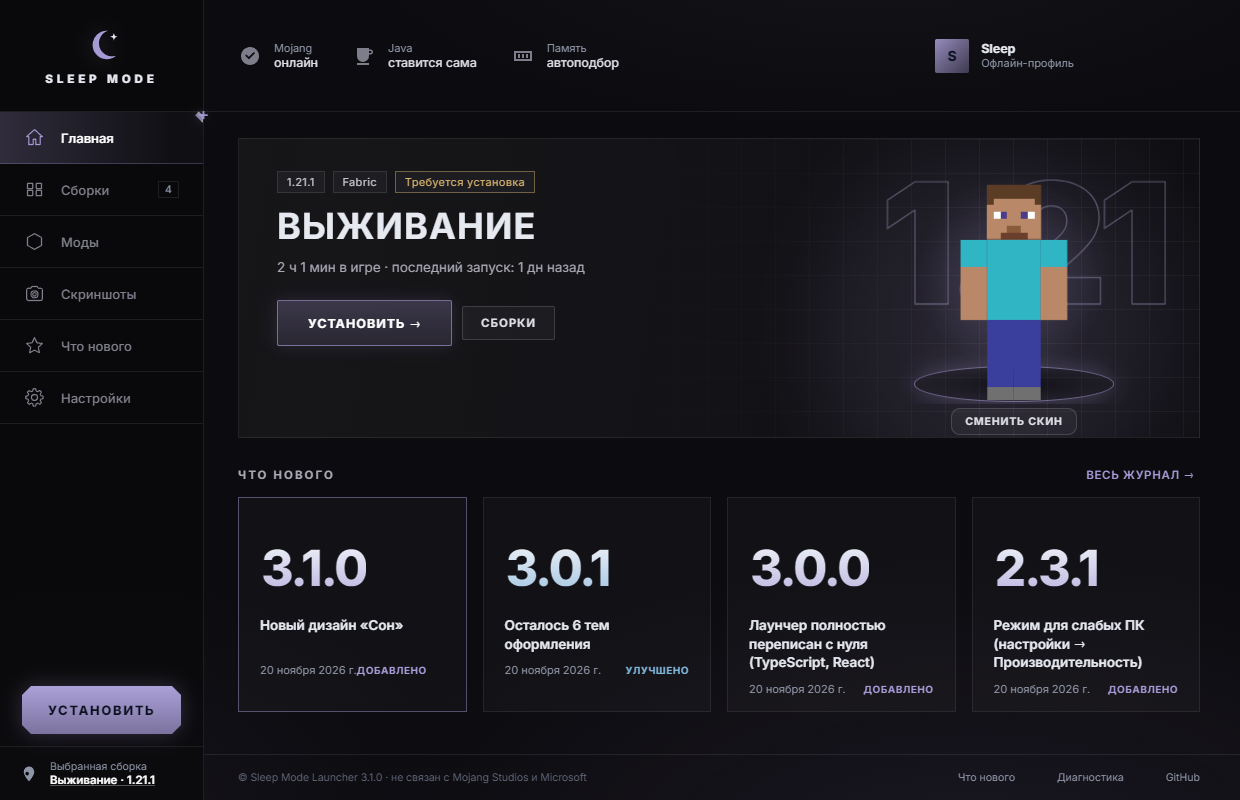 SLEEP MODE
Mojang
онлайн
Java
ставится сама
Память
автоподбор
S
Sleep
Офлайн-профиль
Главная
Сборки
4
Моды
Скриншоты
Что нового
Настройки
1.21.1
Fabric
Требуется установка
ВЫЖИВАНИЕ
2 ч 1 мин в игре · последний запуск: 1 дн назад
УСТАНОВИТЬ →
СБОРКИ
121
СМЕНИТЬ СКИН
ЧТО НОВОГО
ВЕСЬ ЖУРНАЛ →
3.1.0
Новый дизайн «Сон»
20 ноября 2026 г.
ДОБАВЛЕНО
3.0.1
Осталось 6 тем
оформления
20 ноября 2026 г.
УЛУЧШЕНО
3.0.0
Лаунчер полностью
переписан с нуля
(TypeScript, React)
20 ноября 2026 г.
ДОБАВЛЕНО
2.3.1
Режим для слабых ПК
(настройки →
Производительность)
20 ноября 2026 г.
ДОБАВЛЕНО
УСТАНОВИТЬ
Выбранная сборка
Выживание · 1.21.1
© Sleep Mode Launcher 3.1.0 · не связан с Mojang Studios и Microsoft
Что нового
Диагностика
GitHub